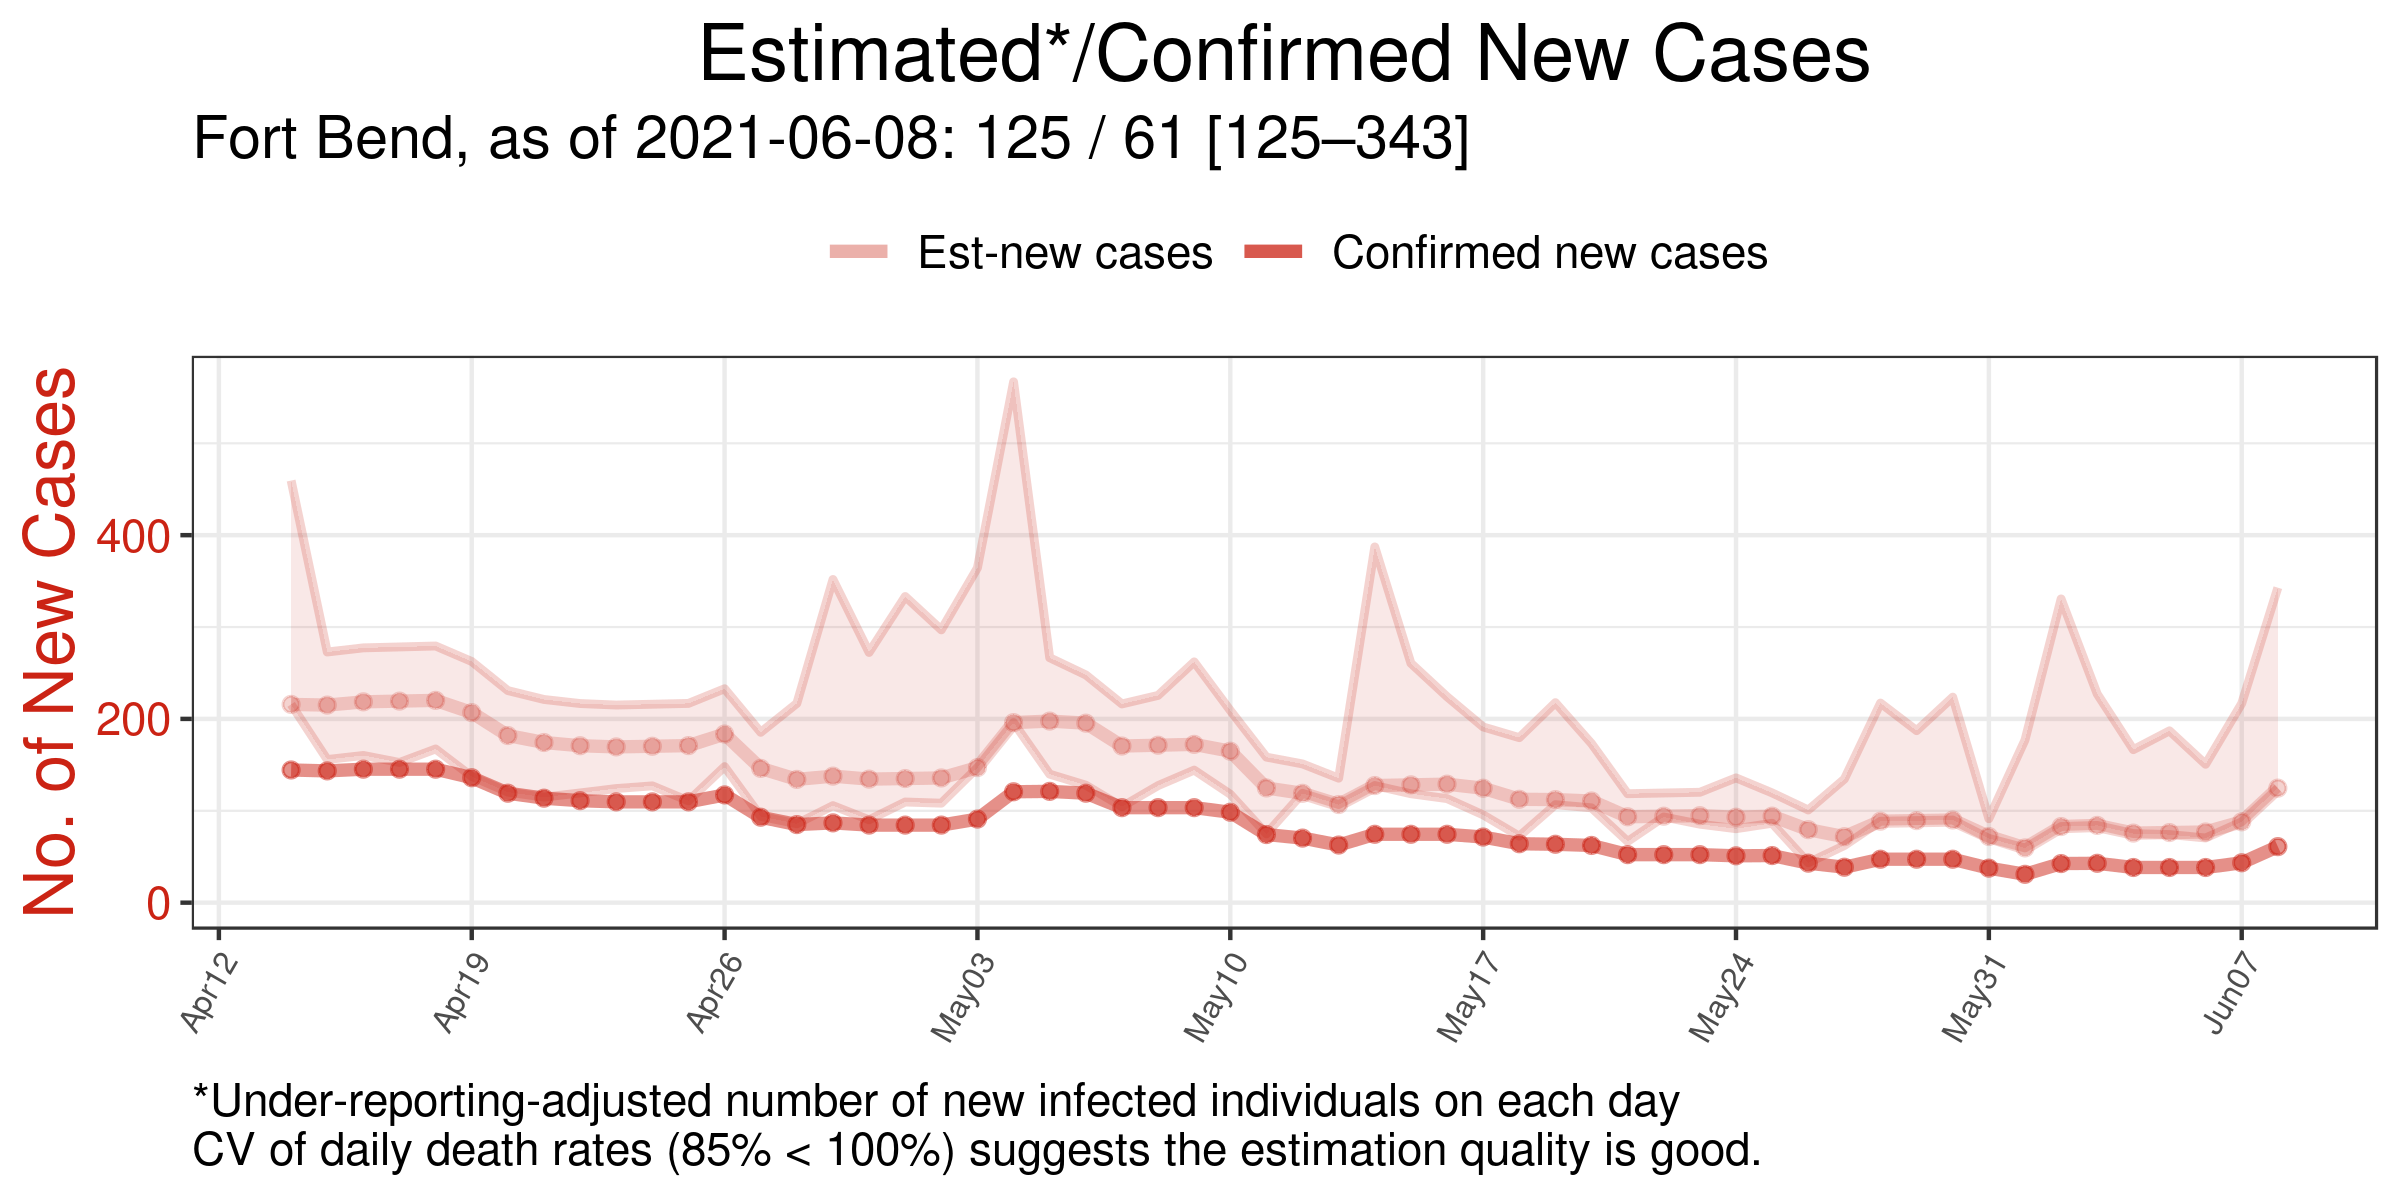 Estimated*/Confirmed New Cases
Fort Bend, as of 2021-06-08: 125 / 61 [125–343]
Est-new cases
Confirmed new cases
No. of New Cases
400
200
0
Apr12
Apr19
Apr26
May03
May10
May17
May24
May31
Jun07
*Under-reporting-adjusted number of new infected individuals on each day
CV of daily death rates (85% < 100%) suggests the estimation quality is good.